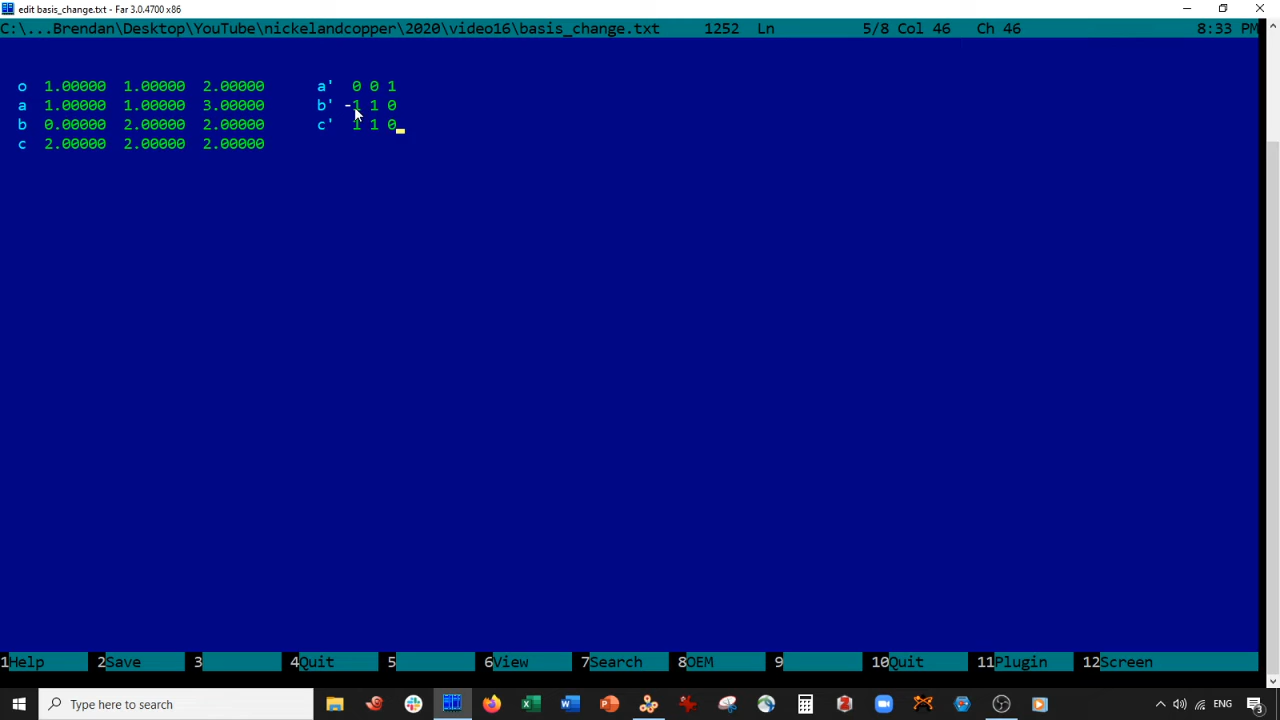 edit basis_change.txt - Far 3.0.4700 x86
C:\...Brendan\Desktop\YouTube\nickelandcopper\2020\video16\basis_change.txt 1252 Ln 5/8 Col 46 Ch 46 8:33 PM
o 1.00000 1.00000 2.00000 a' 0 0 1
a 1.00000 1.00000 3.00000 b' -1 1 0
b 0.00000 2.00000 2.00000 c' 1 1 0
c 2.00000 2.00000 2.00000
1Help 2Save 3 4Quit 5 6View 7Search 8OEM 9 10Quit 11Plugin 12Screen
Type here to search ENG 3